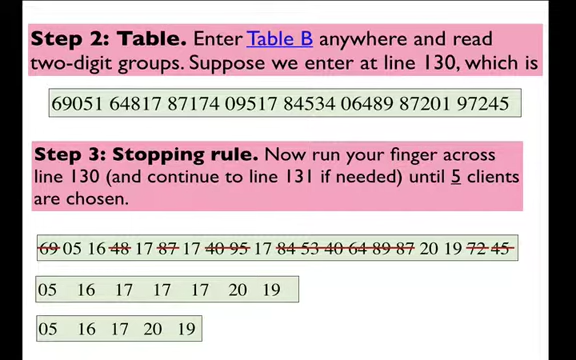 Step 2: Table. Enter Table B anywhere and read
two-digit groups. Suppose we enter at line 130, which is
69051 64817 87174 09517 84534 06489 87201 97245
Step 3: Stopping rule. Now run your finger across
line 130 (and continue to line 131 if needed) until 5 clients
are chosen.
69 05 16 48 17 87 17 40 95 17 84 53 40 64 89 87 20 19 72 45
05 16 17 17 17 20 19
05 16 17 20 19